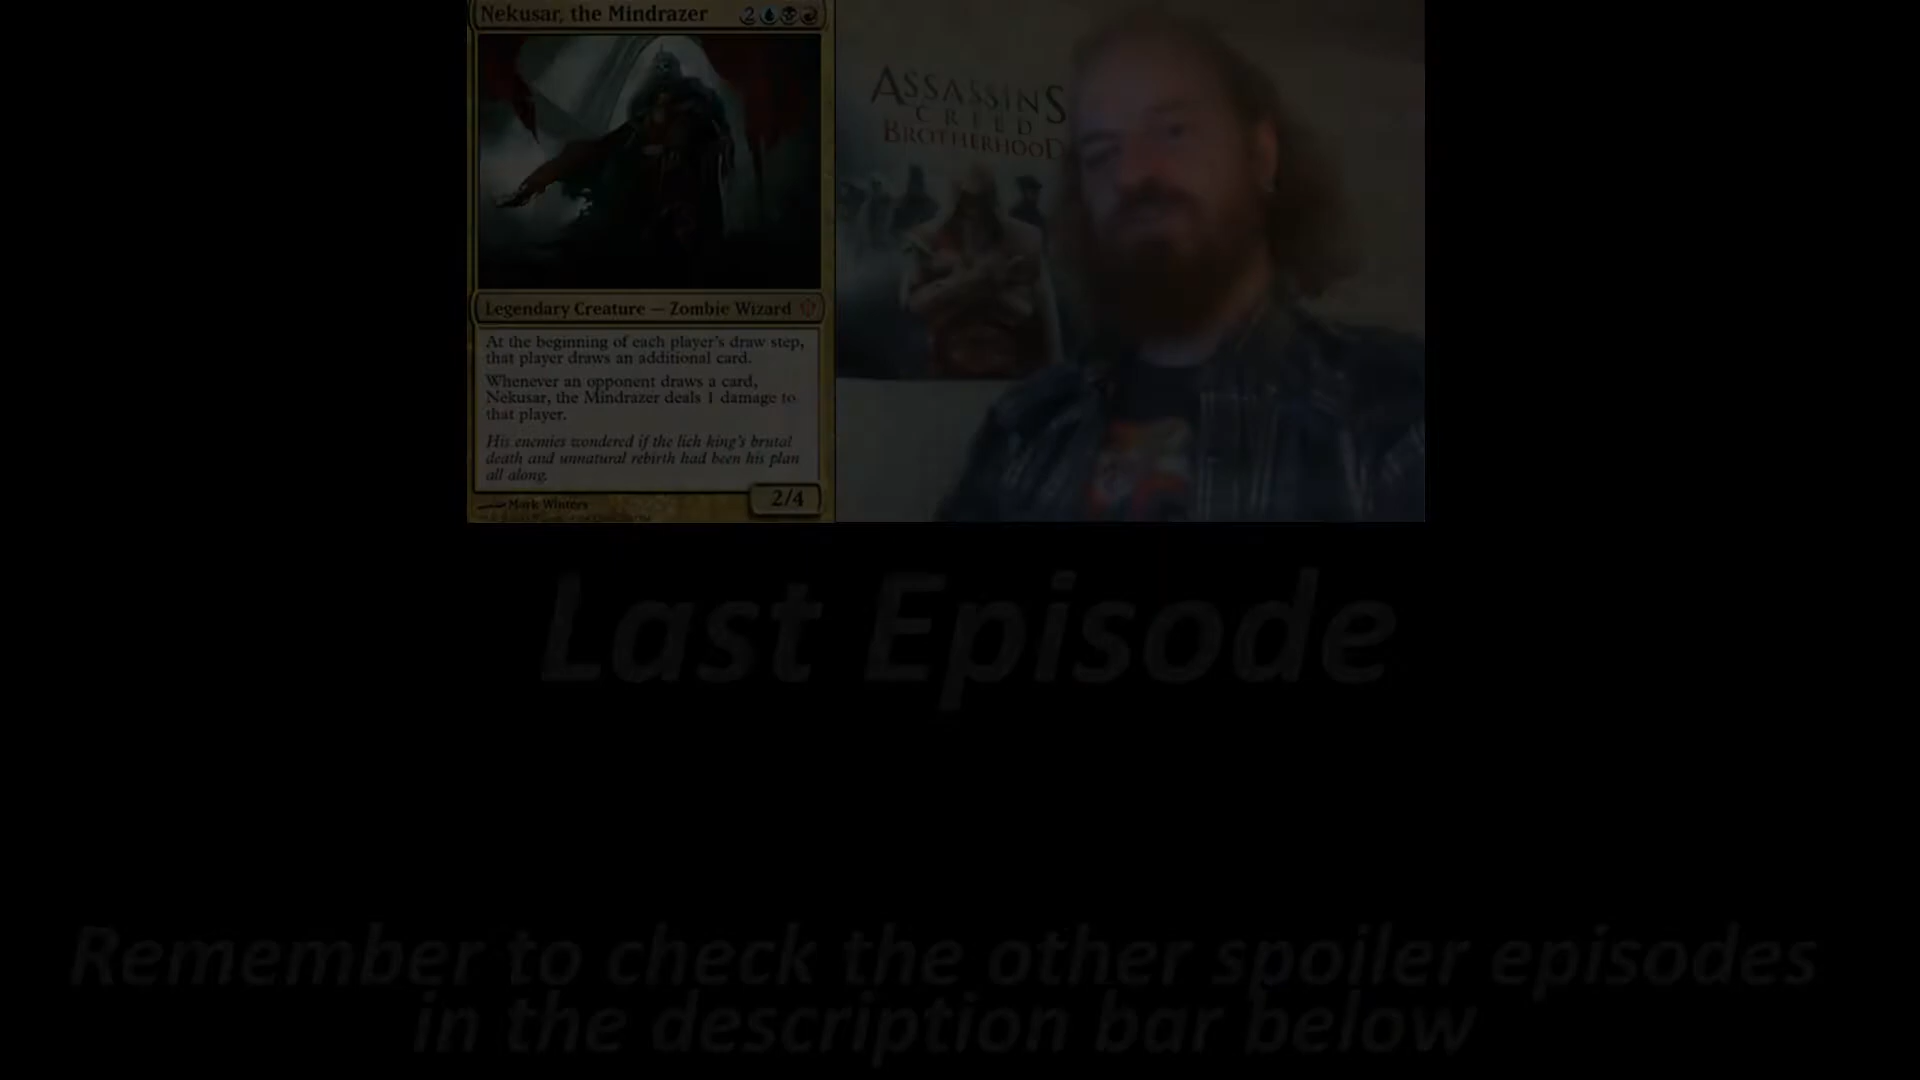 Nekusar, the Mindrazer 2
ASSASSINS
CREED
BROTHERHOOD
Legendary Creature — Zombie Wizard
At the beginning of each player's draw step,
that player draws an additional card.
Whenever an opponent draws a card,
Nekusar, the Mindrazer deals 1 damage to
that player.
His enemies wondered if the lich king's brutal
death and unnatural rebirth had been his plan
all along.
Mark Winters
2/4
Last Episode
Remember to check the other spoiler episodes
in the description bar below